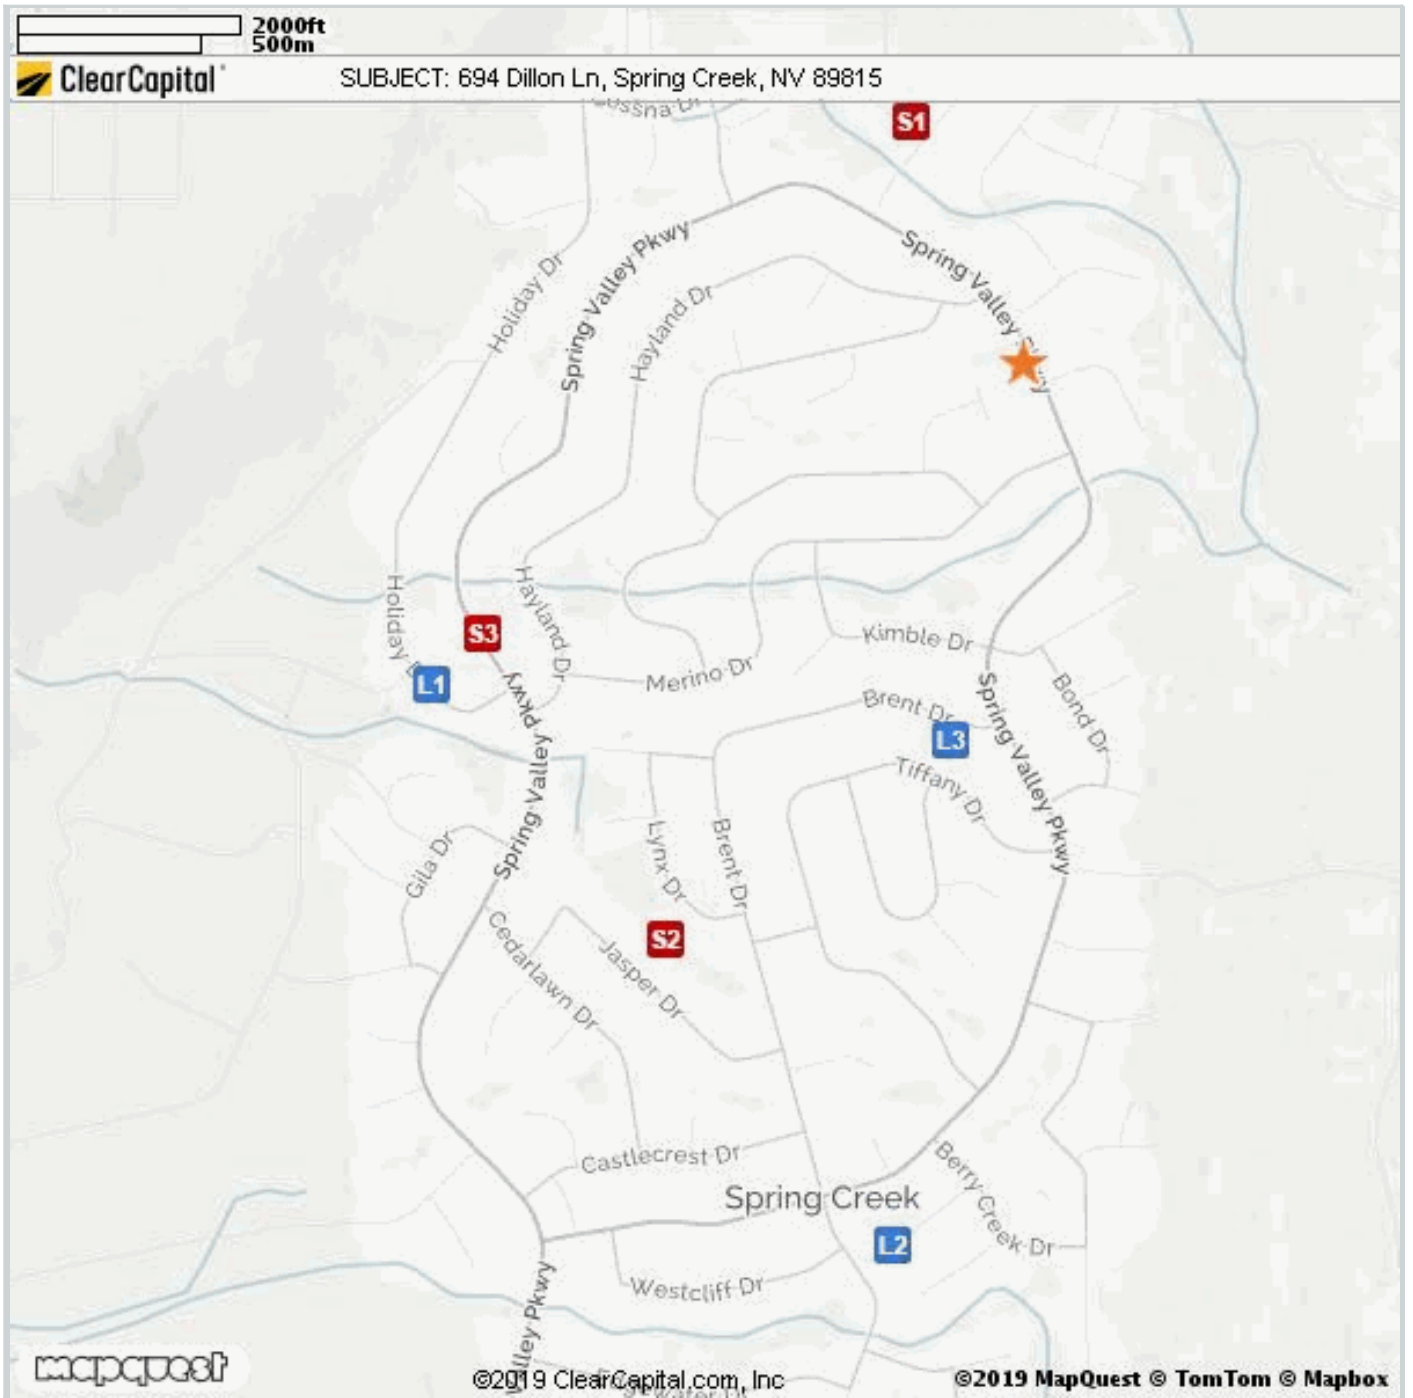 2000ft
500m
ClearCapital
SUBJECT: 694 Dillon Ln, Spring Creek, NV 89815
S1
Spring Valley Pkwy
Spring Valley
Holiday Dr
Hayland Dr
Holiday
Hayland Dr
S3
Kimble Dr
L1
Merino Dr
Spring Valley Pkwy
Bond Dr
Brent Dr
L3
Spring Valley Pkwy
Tiffany Dr
Gila Dr
Lynx Dr
Brent Dr
S2
Cedarlawn Dr
Jasper Dr
Castlecrest Dr
Berry Creek Dr
Spring Creek
L2
Westcliff Dr
Valley Pkwy
mapquest
©2019 ClearCapital.com, Inc
©2019 MapQuest © TomTom © Mapbox